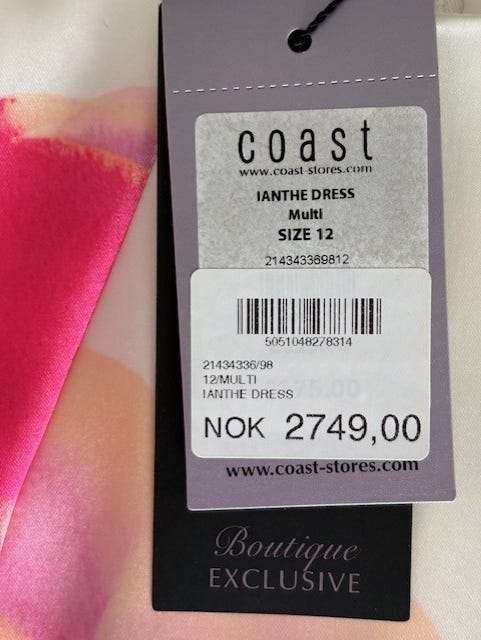 coast
www.coast-stores.com
IANTHE DRESS
Multi
SIZE 12
214343369812
5051048278314
21434336/98
12/MULTI
IANTHE DRESS
NOK 2749,00
www.coast-stores.com
Boutique
EXCLUSIVE